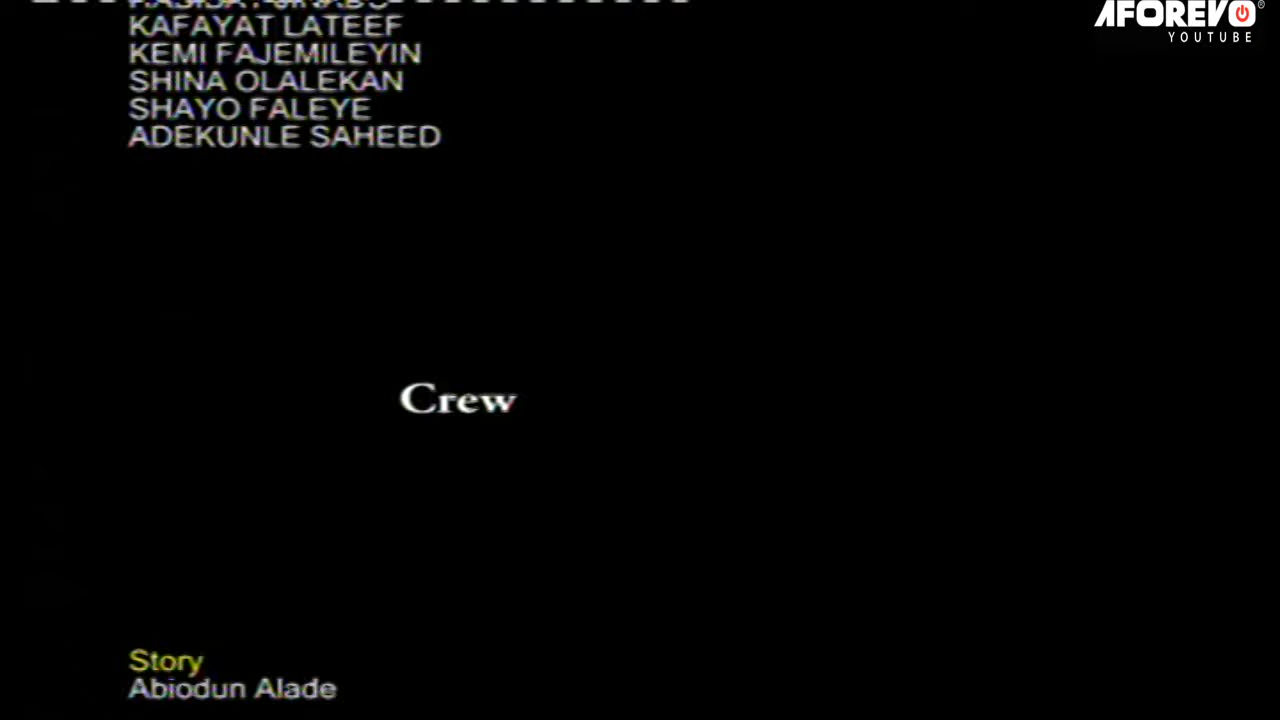 KAFAYAT LATEEF
KEMI FAJEMILEYIN
SHINA OLALEKAN
SHAYO FALEYE
ADEKUNLE SAHEED
Crew
Story
Abiodun Alade
AFOREVO®
YOUTUBE